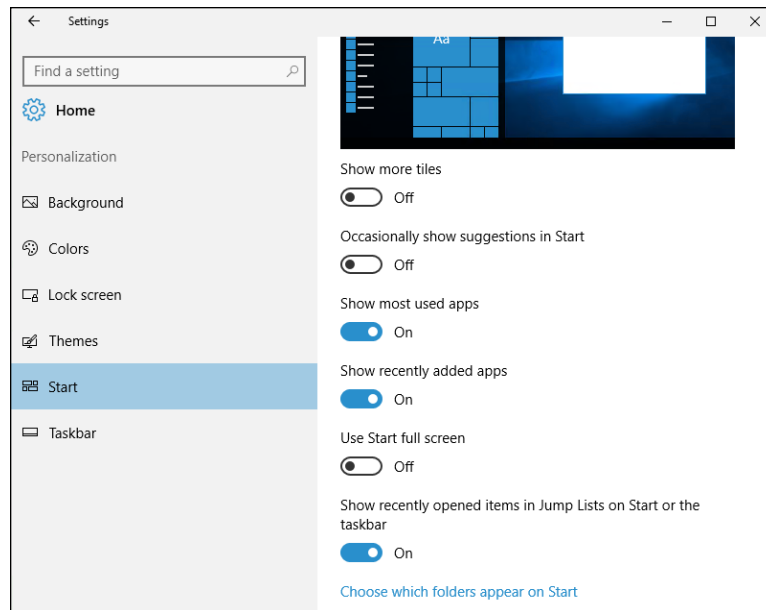 Settings
Find a setting
Home
Personalization
Background
Colors
Lock screen
Themes
Start
Taskbar
Aa
Show more tiles
Off
Occasionally show suggestions in Start
Off
Show most used apps
On
Show recently added apps
On
Use Start full screen
Off
Show recently opened items in Jump Lists on Start or the
taskbar
On
Choose which folders appear on Start